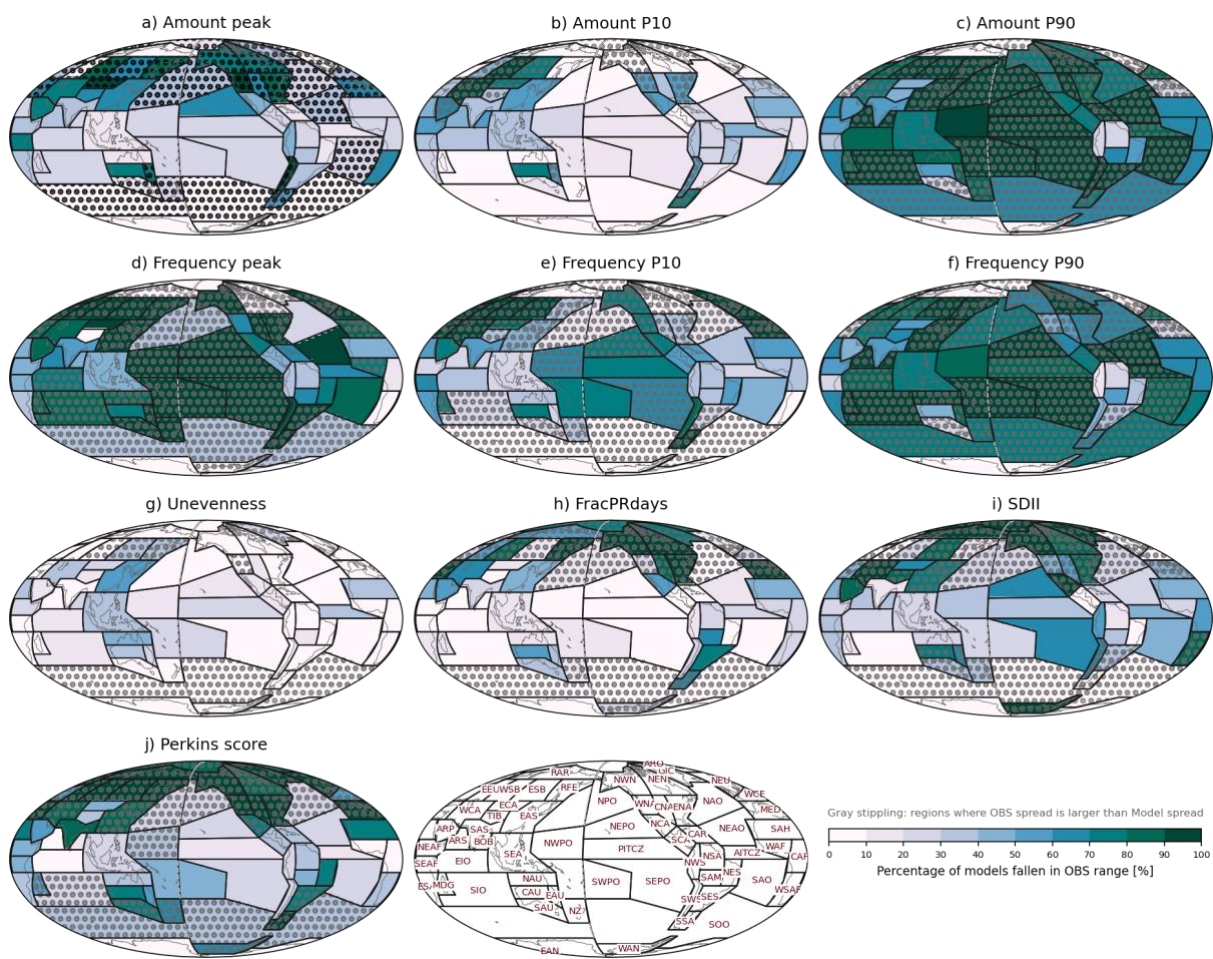 a) Amount peak
b) Amount P10
c) Amount P90
d) Frequency peak
e) Frequency P10
f) Frequency P90
g) Unevenness
h) FracPRdays
i) SDII
j) Perkins score
ARO
GIC
RAR
NWN
NEN
NEU
EEU
WSB
ESB
RFE
WCE
NPO
WNA
CNA
ENA
NAO
MED
WCA
ECA
TIB
EAS
NCA
NEPO
CAR
NEAO
SAH
ARP
SAS
SCA
NEAF
ARS
BOB
NWPO
PITCZ
AITCZ
WAF
CAF
SEAF
EIO
SEA
NWS
NSA
NES
SAM
ESAF
MDG
SIO
NAU
SWPO
SEPO
SAO
WSAF
CAU
EAU
SWS
SES
SAU
NZ
SSA
SOO
EAN
WAN
Gray stippling: regions where OBS spread is larger than Model spread
0 10 20 30 40 50 60 70 80 90 100
Percentage of models fallen in OBS range [%]